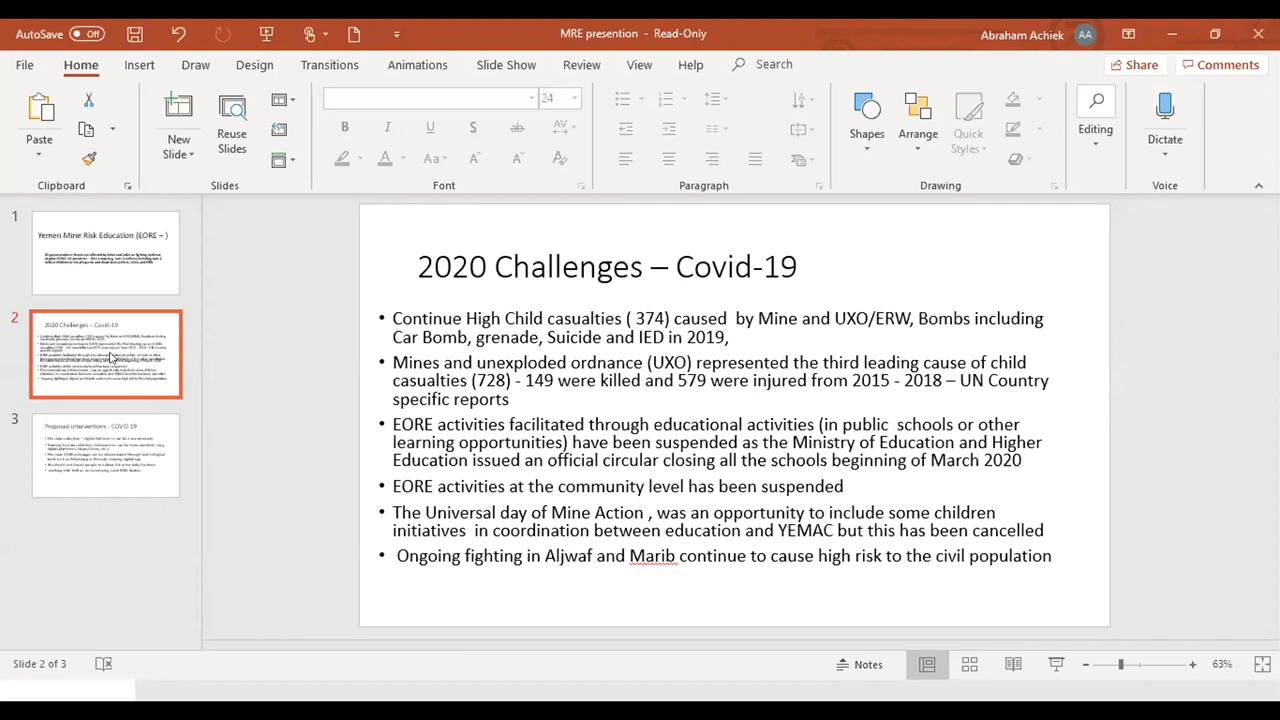 AutoSave Off
MRE presention - Read-Only
Abraham Achiek AA
File Home Insert Draw Design Transitions Animations Slide Show Review View Help Search Share Comments
24
Paste
New
Slide
Reuse
Slides
Shapes
Arrange
Quick
Styles
Editing
Dictate
Clipboard Slides Font Paragraph Drawing Voice
1
Yemen Mine Risk Education (EORE – )
2
2020 Challenges – Covid-19
3
Proposed interventions - COVID 19
2020 Challenges – Covid-19
• Continue High Child casualties ( 374) caused by Mine and UXO/ERW, Bombs including
Car Bomb, grenade, Suicide and IED in 2019,
• Mines and unexploded ordnance (UXO) represented the third leading cause of child
casualties (728) - 149 were killed and 579 were injured from 2015 - 2018 – UN Country
specific reports
• EORE activities facilitated through educational activities (in public schools or other
learning opportunities) have been suspended as the Ministry of Education and Higher
Education issued an official circular closing all the schools beginning of March 2020
• EORE activities at the community level has been suspended
• The Universal day of Mine Action , was an opportunity to include some children
initiatives in coordination between education and YEMAC but this has been cancelled
• Ongoing fighting in Aljwaf and Marib continue to cause high risk to the civil population
Slide 2 of 3
Notes
63%